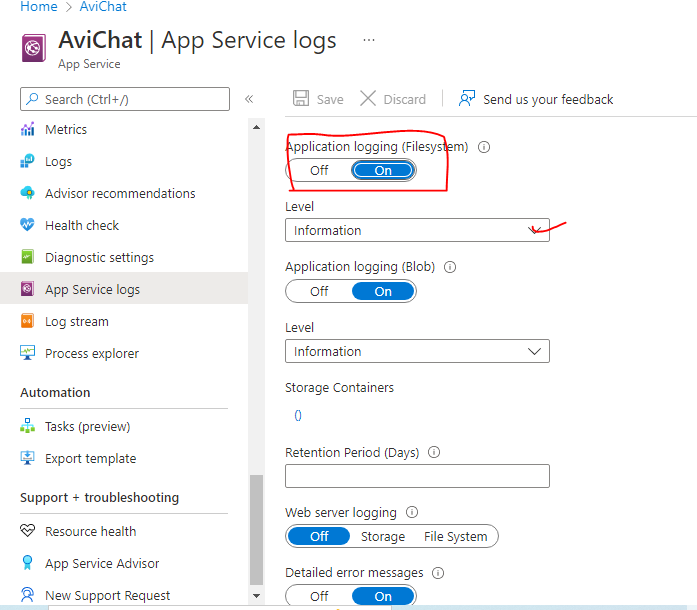 Home > AviChat
AviChat | App Service logs ...
App Service
Search (Ctrl+/) «
Metrics
Logs
Advisor recommendations
Health check
Diagnostic settings
App Service logs
Log stream
Process explorer
Automation
Tasks (preview)
Export template
Support + troubleshooting
Resource health
App Service Advisor
New Support Request
Save Discard Send us your feedback
Application logging (Filesystem)
Off On
Level
Information
Application logging (Blob)
Off On
Level
Information
Storage Containers
()
Retention Period (Days)
Web server logging
Off Storage File System
Detailed error messages
Off On